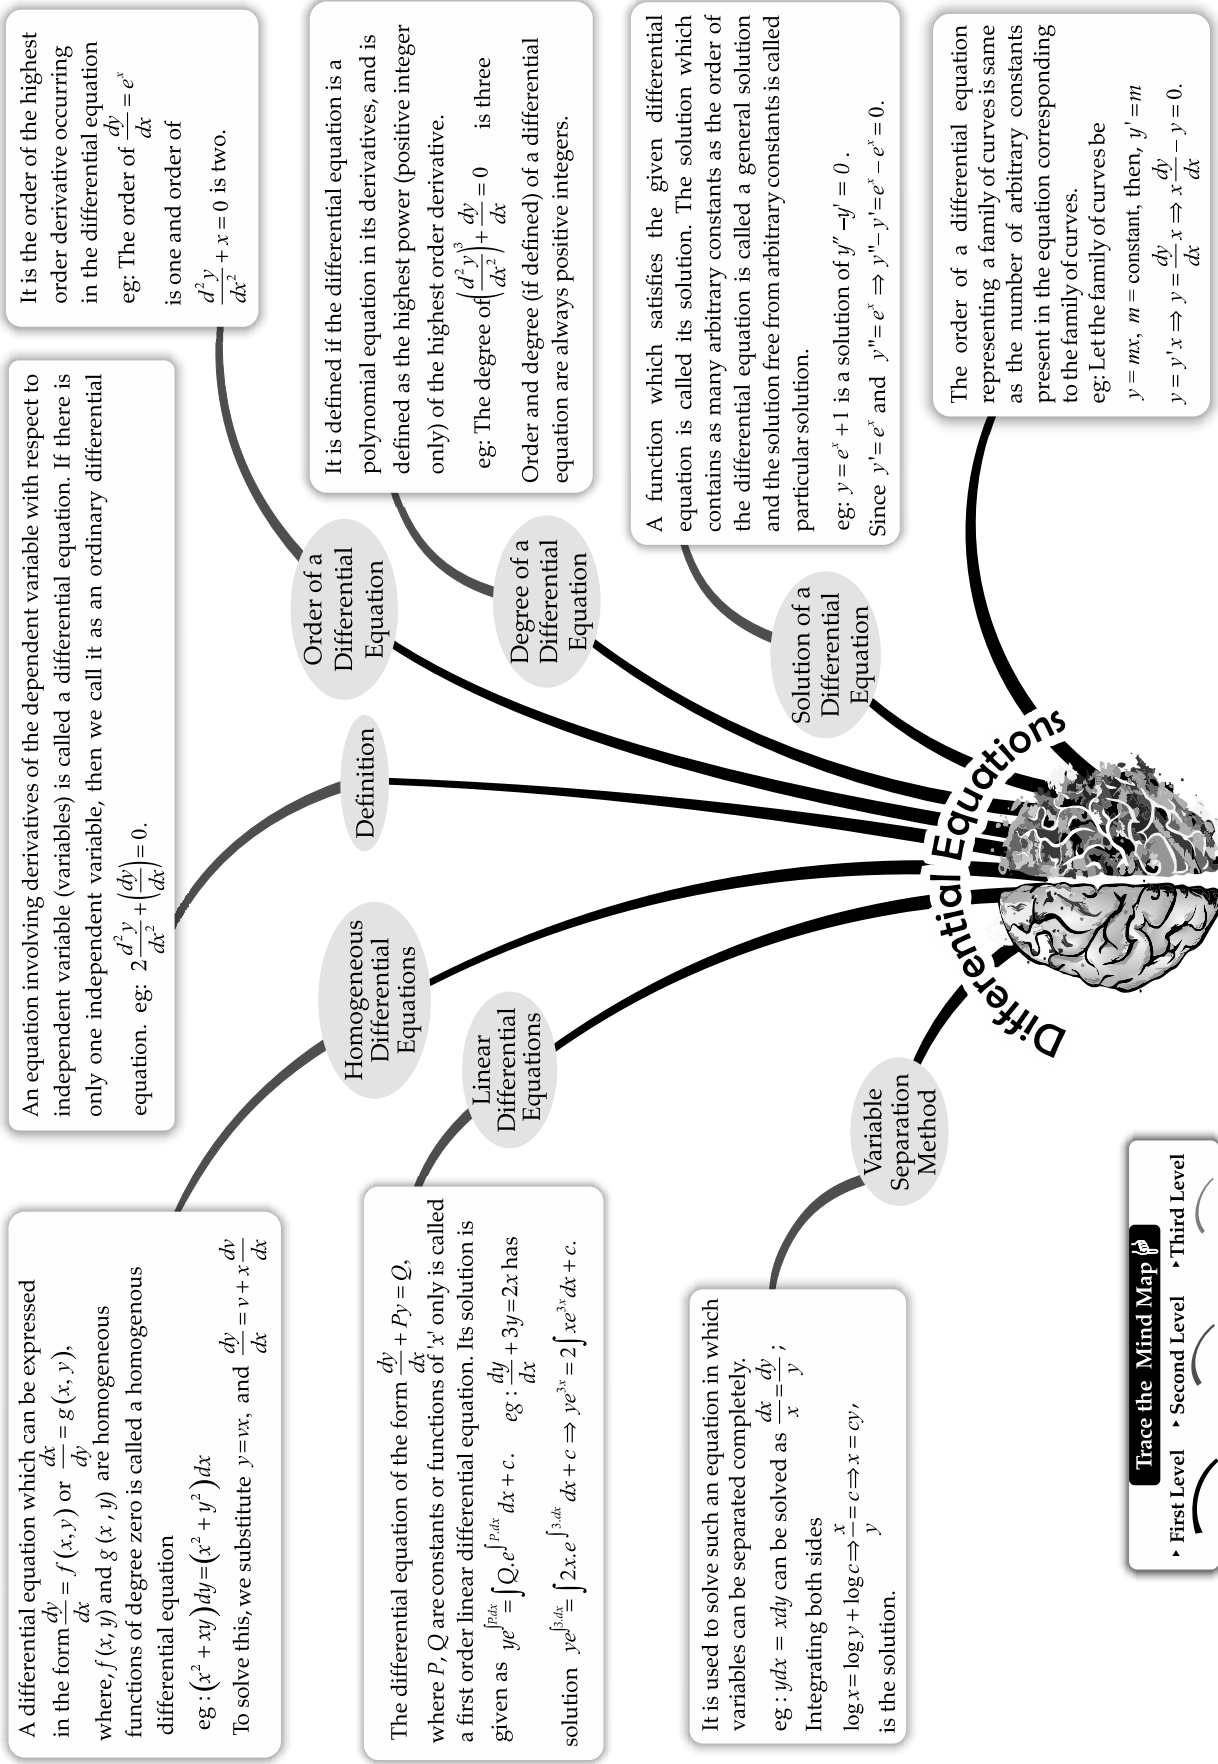 A differential equation which can be expressed
in the form dy/dx = f (x,y) or dx/dy = g (x, y),
where, f (x, y) and g (x , y) are homogeneous
functions of degree zero is called a homogenous
differential equation
eg : (x² + xy) dy = (x² + y²) dx
To solve this, we substitute y=vx, and dy/dx = v + x dv/dx
Homogeneous
Differential
Equations
The differential equation of the form dy/dx + Py = Q,
where P, Q are constants or functions of 'x' only is called
a first order linear differential equation. Its solution is
given as ye^∫P.dx = ∫Q.e^∫P.dx dx + c. eg : dy/dx + 3y = 2x has
solution ye^∫3.dx = ∫2x.e^∫3.dx dx + c ⇒ ye^3x = 2∫xe^3x dx + c.
Linear
Differential
Equations
It is used to solve such an equation in which
variables can be separated completely.
eg : ydx = xdy can be solved as dx/x = dy/y ;
Integrating both sides
log x = log y + log c ⇒ x/y = c ⇒ x = cy,
is the solution.
Variable
Separation
Method
An equation involving derivatives of the dependent variable with respect to
independent variable (variables) is called a differential equation. If there is
only one independent variable, then we call it as an ordinary differential
equation. eg: 2 d²y/dx² + (dy/dx) = 0.
Definition
It is the order of the highest
order derivative occurring
in the differential equation
eg: The order of dy/dx = eˣ
is one and order of
d²y/dx² + x = 0 is two.
Order of a
Differential
Equation
It is defined if the differential equation is a
polynomial equation in its derivatives, and is
defined as the highest power (positive integer
only) of the highest order derivative.
eg: The degree of (d²y/dx²)³ + dy/dx = 0 is three
Order and degree (if defined) of a differential
equation are always positive integers.
Degree of a
Differential
Equation
A function which satisfies the given differential
equation is called its solution. The solution which
contains as many arbitrary constants as the order of
the differential equation is called a general solution
and the solution free from arbitrary constants is called
particular solution.
eg: y = eˣ + 1 is a solution of y″ – y′ = 0 .
Since y′ = eˣ and y″ = eˣ ⇒ y″ – y′ = eˣ – eˣ = 0.
Solution of a
Differential
Equation
The order of a differential equation
representing a family of curves is same
as the number of arbitrary constants
present in the equation corresponding
to the family of curves.
eg: Let the family of curves be
y = mx, m = constant, then, y' = m
y = y'x ⇒ y = dy/dx x ⇒ x dy/dx – y = 0.
Differential Equations
Trace the Mind Map
▸ First Level ▸ Second Level ▸ Third Level